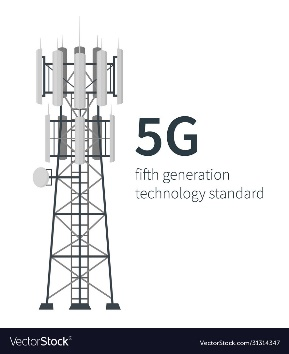 5G
fifth generation
technology standard
VectorStock®
VectorStock.com/31314347